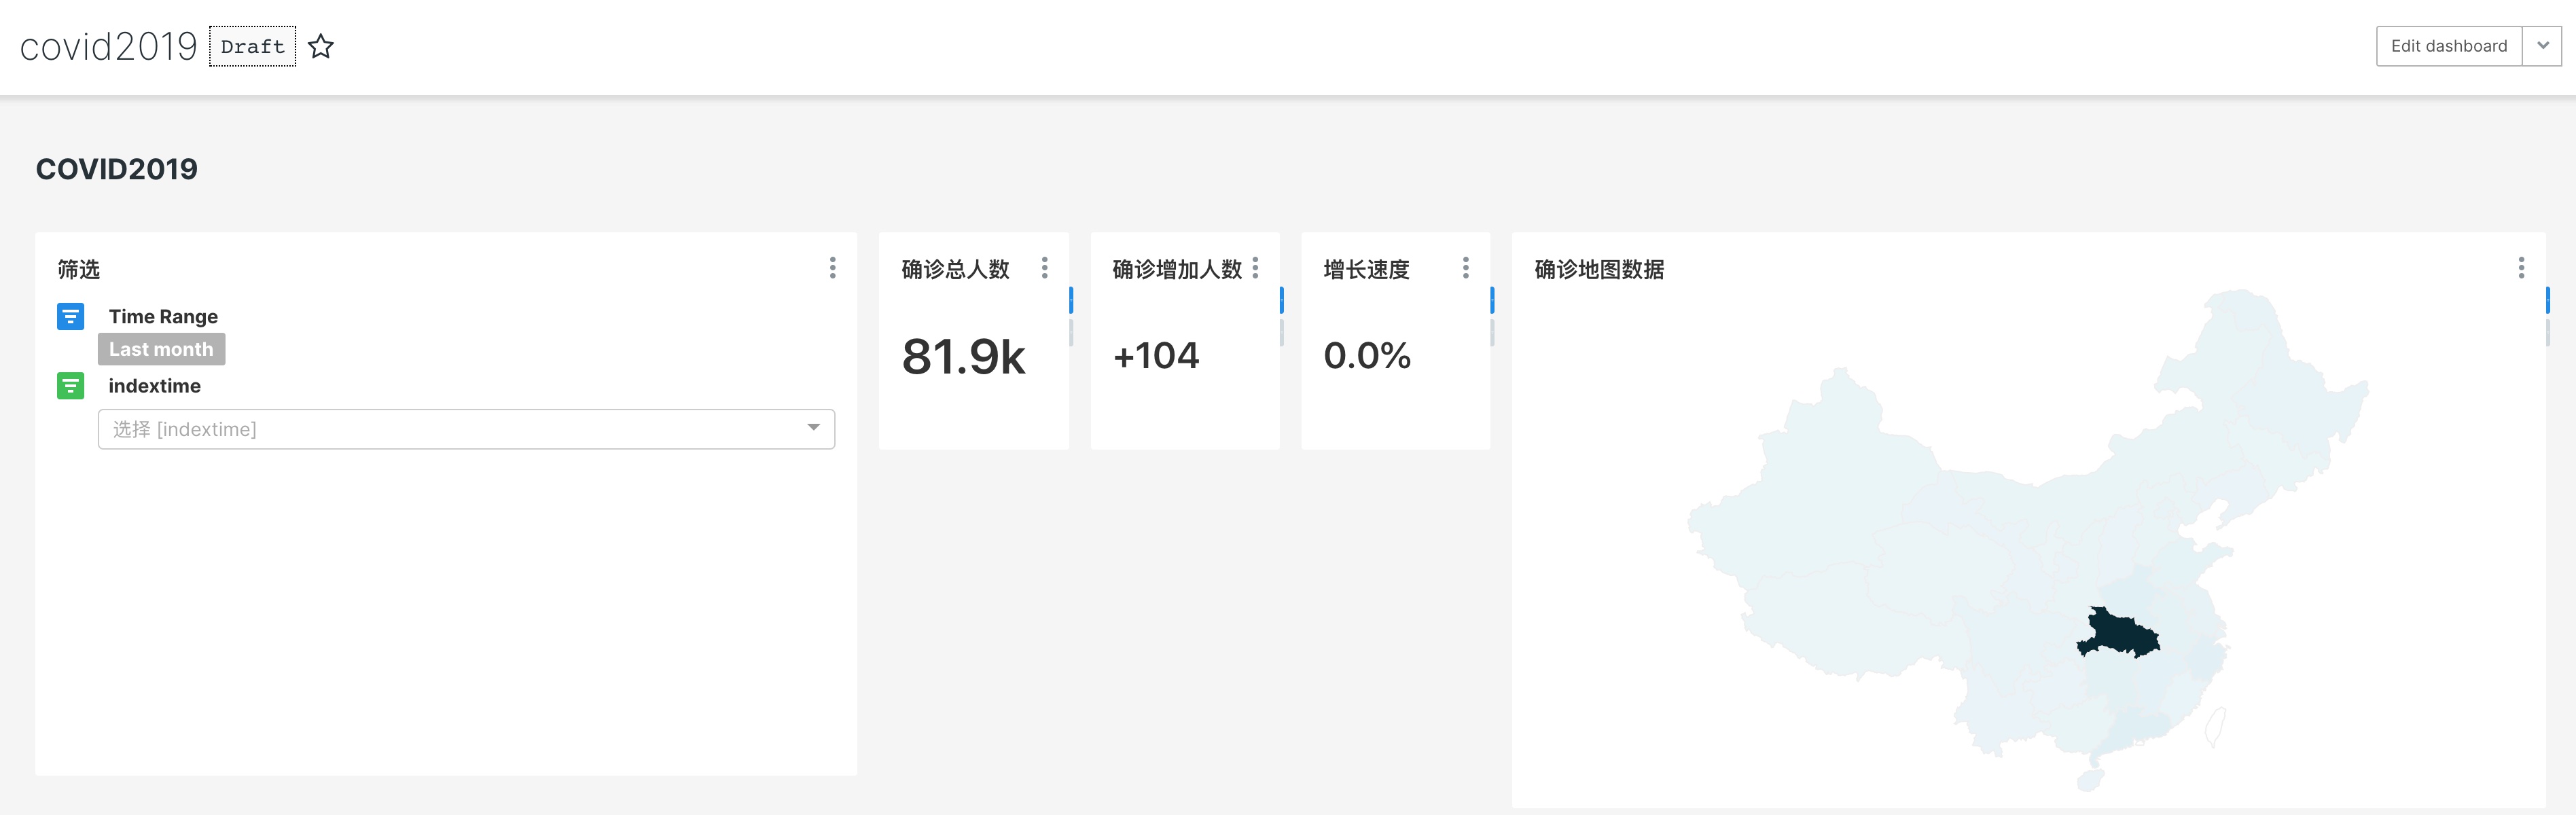 covid2019 Draft
Edit dashboard
COVID2019
筛选
Time Range
Last month
indextime
选择 [indextime]
确诊总人数
81.9k
确诊增加人数
+104
增长速度
0.0%
确诊地图数据